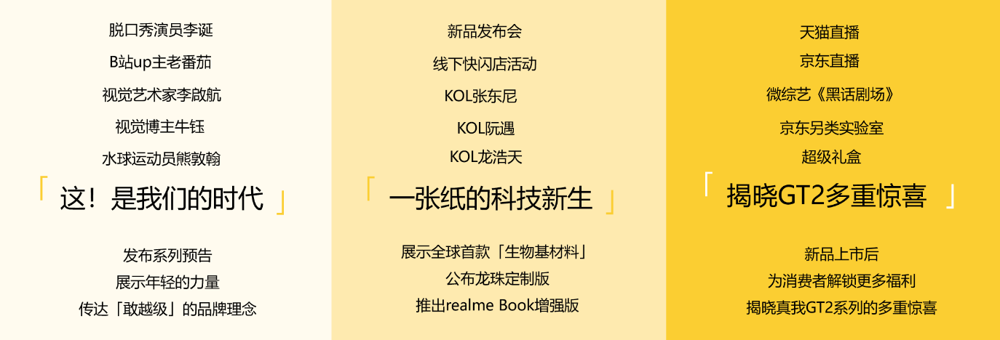 脱口秀演员李诞
B站up主老番茄
视觉艺术家李啟航
视觉博主牛钰
水球运动员熊敦翰
「这！是我们的时代」
发布系列预告
展示年轻的力量
传达「敢越级」的品牌理念
新品发布会
线下快闪店活动
KOL张东尼
KOL阮遇
KOL龙浩天
「一张纸的科技新生」
展示全球首款「生物基材料」
公布龙珠定制版
推出realme Book增强版
天猫直播
京东直播
微综艺《黑话剧场》
京东另类实验室
超级礼盒
「揭晓GT2多重惊喜」
新品上市后
为消费者解锁更多福利
揭晓真我GT2系列的多重惊喜